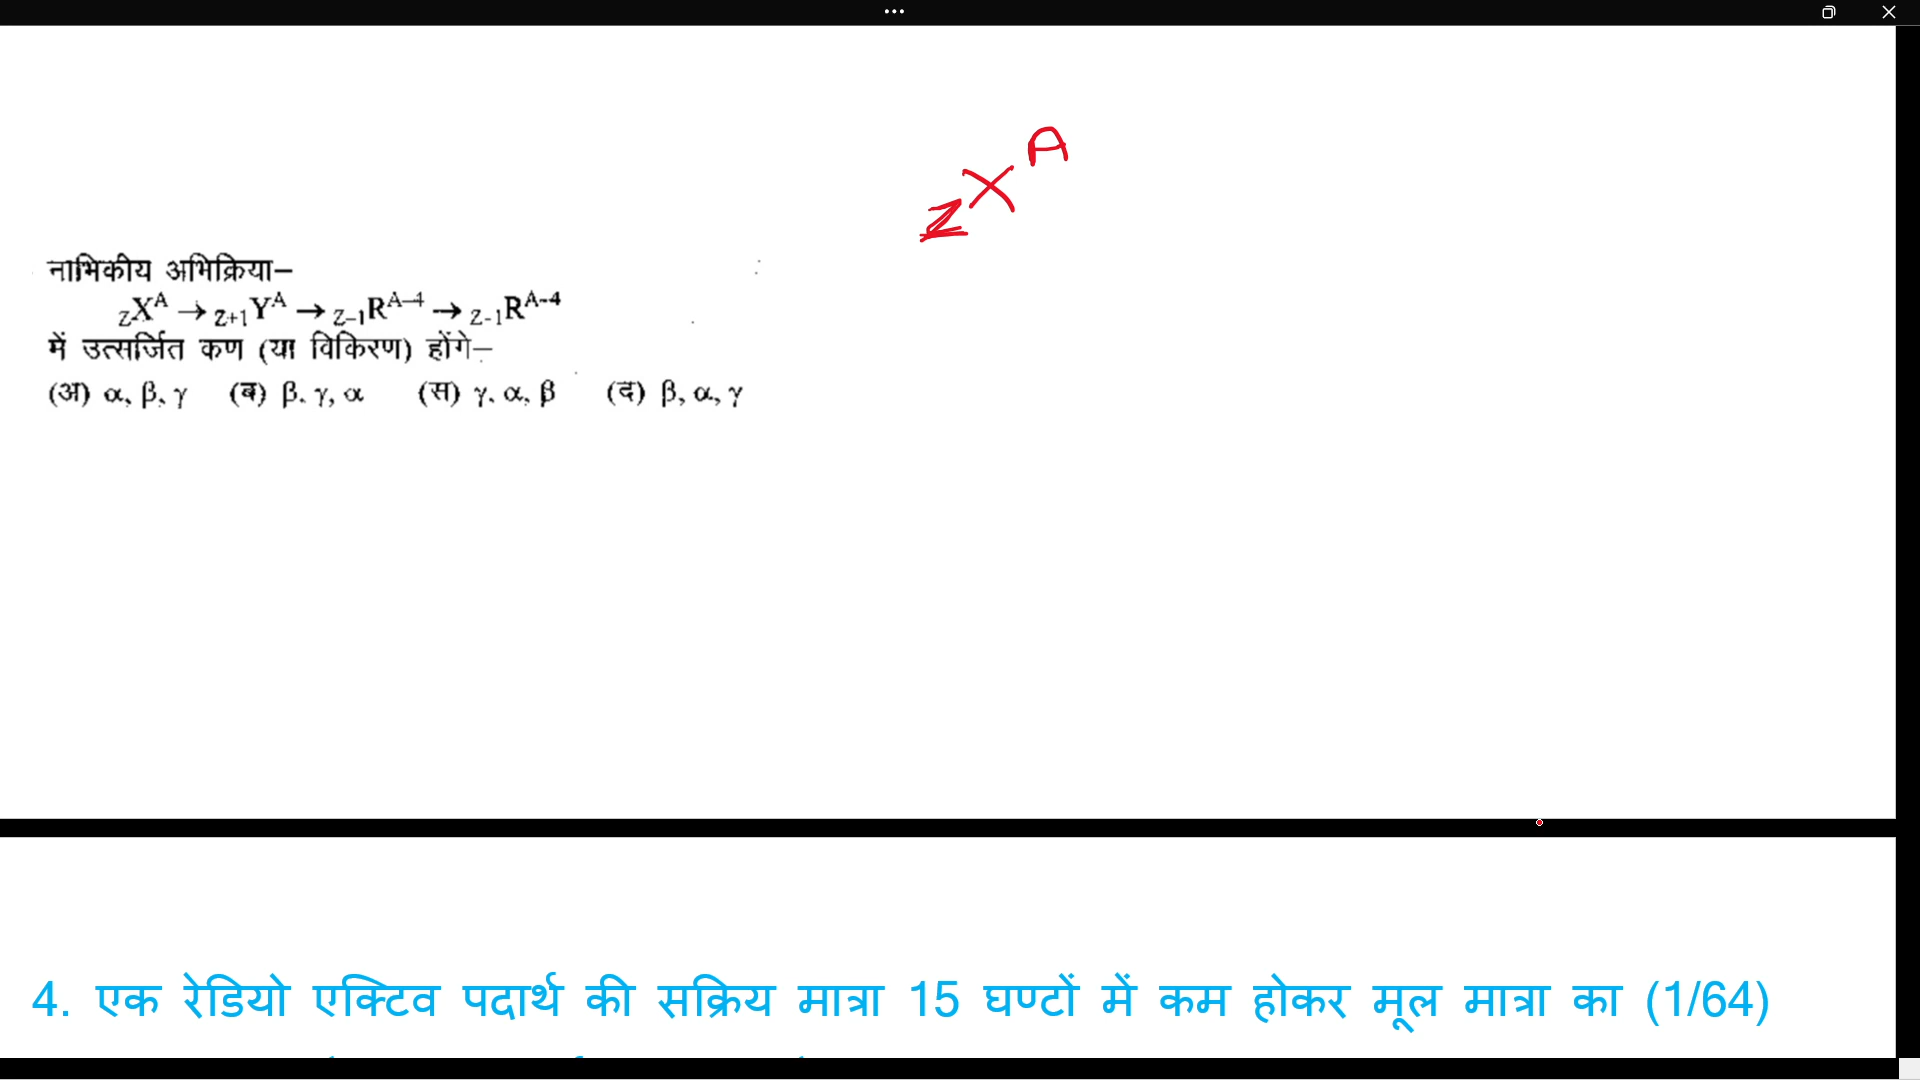 zXᴬ
नाभिकीय अभिक्रिया–
zXᴬ → z+1Yᴬ → z–1Rᴬ⁻⁴ → z-1Rᴬ⁻⁴
में उत्सर्जित कण (या विकिरण) होंगे–
(अ) α, β, γ (ब) β, γ, α (स) γ, α, β (द) β, α, γ
4. एक रेडियो एक्टिव पदार्थ की सक्रिय मात्रा 15 घण्टों में कम होकर मूल मात्रा का (1/64)